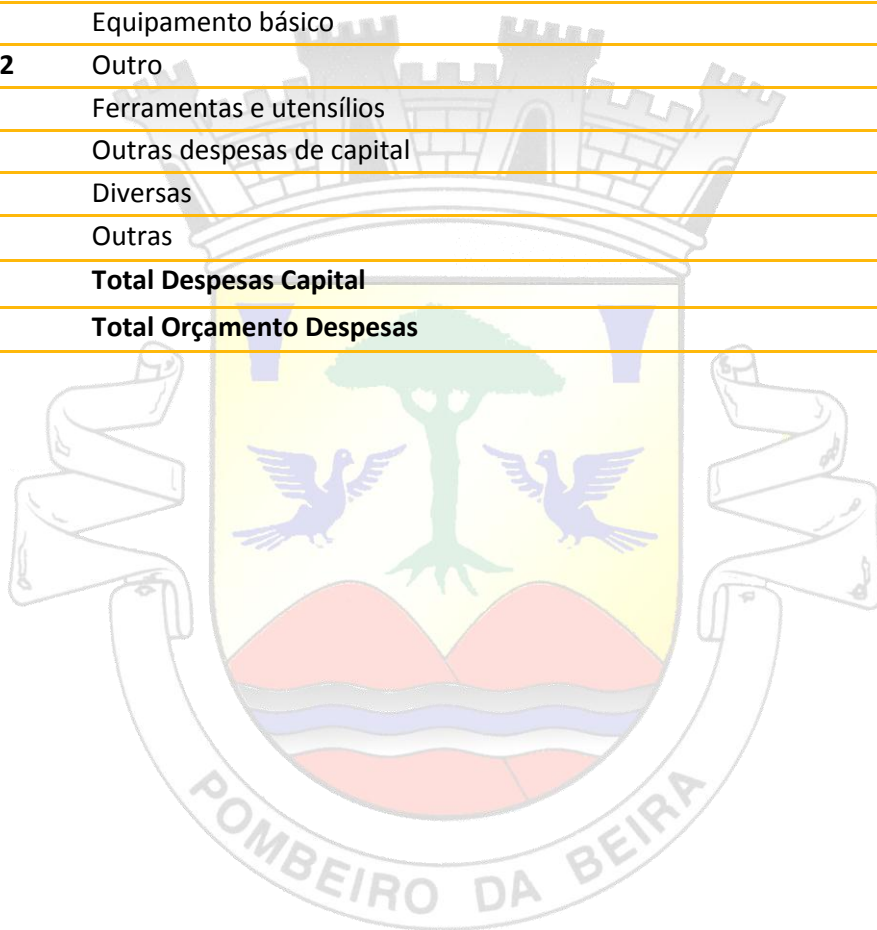 Equipamento básico
2 Outro
Ferramentas e utensílios
Outras despesas de capital
Diversas
Outras
Total Despesas Capital
Total Orçamento Despesas
POMBEIRO DA BEIRA